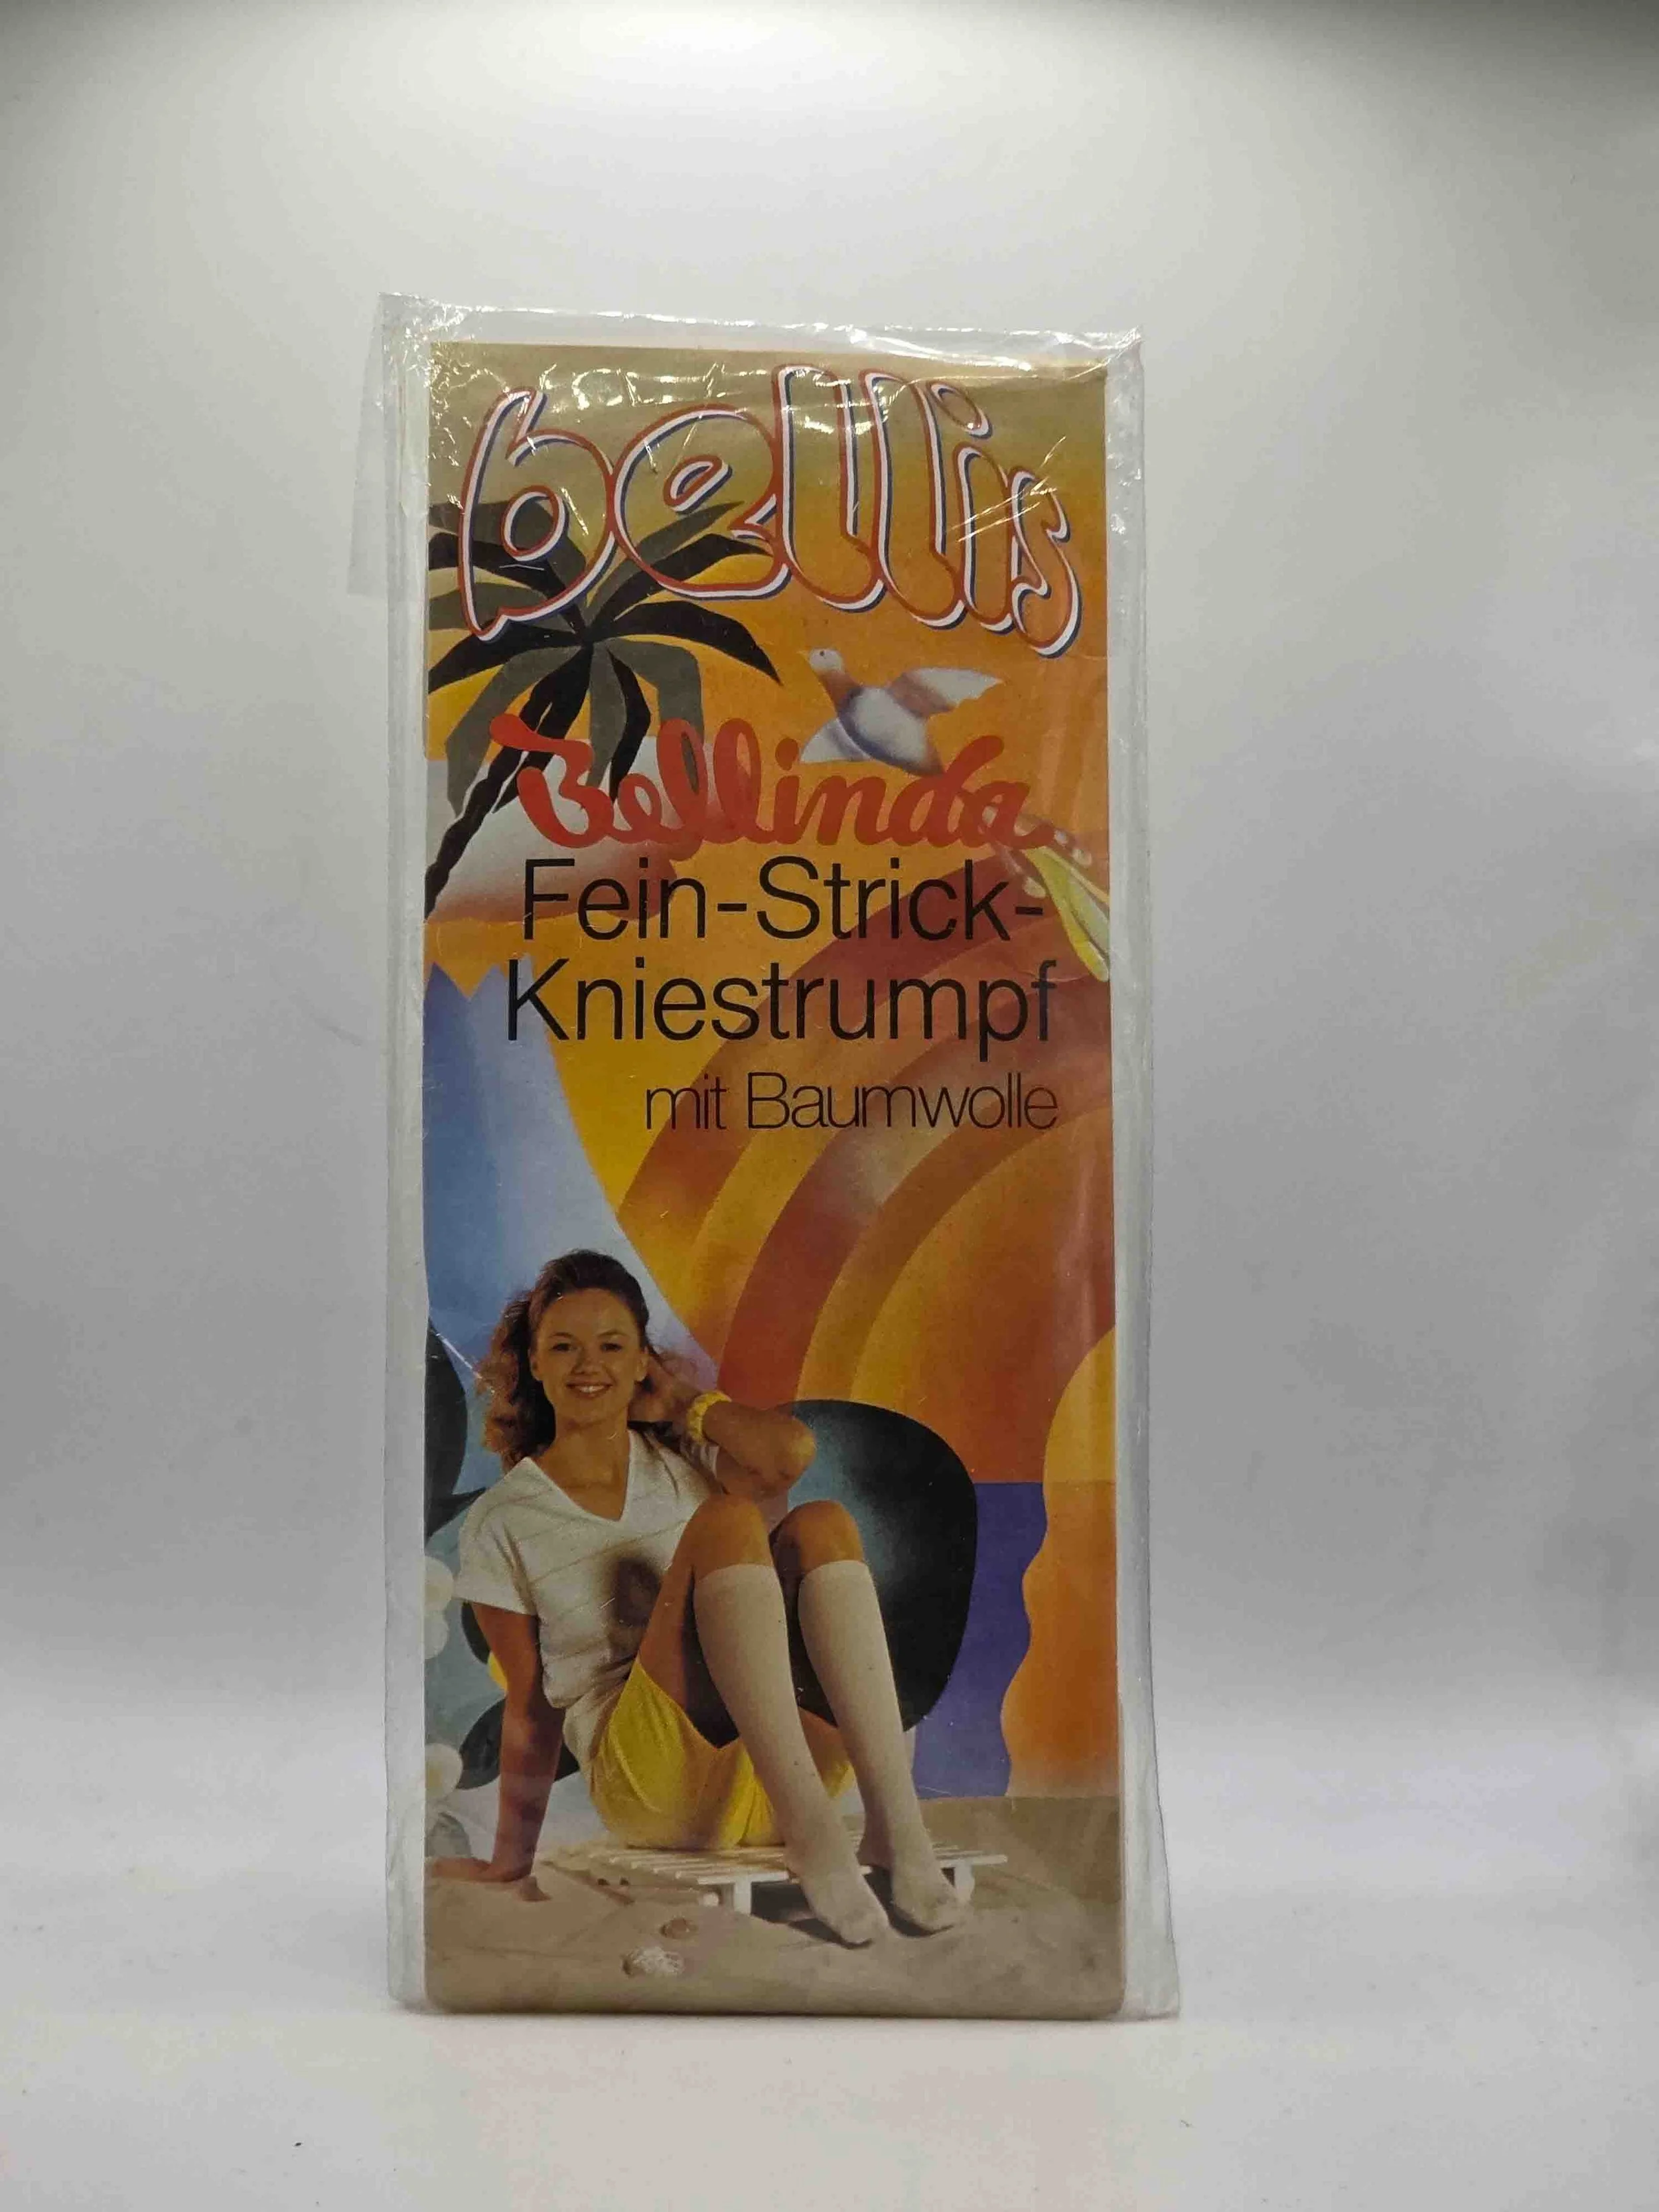 bellis
Bellinda
Fein-Strick-
Kniestrumpf
mit Baumwolle